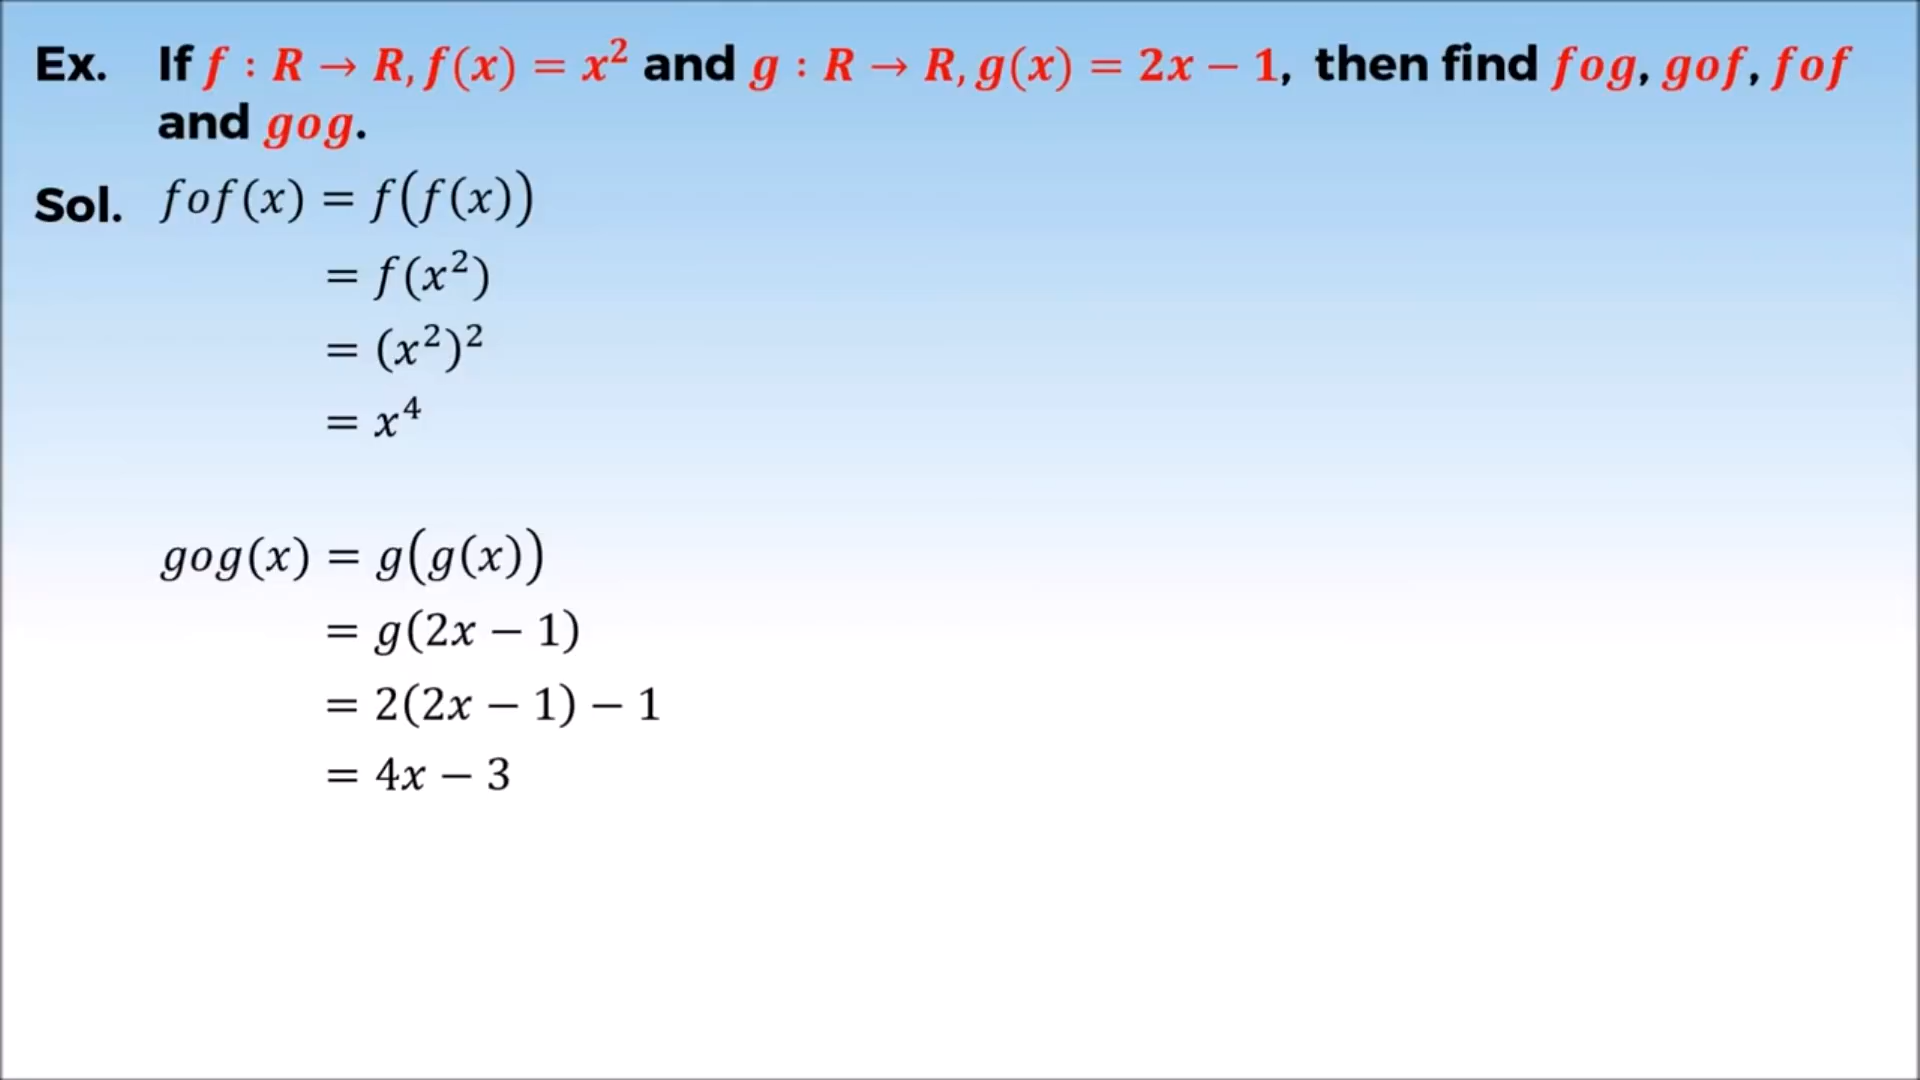 Ex. If f : R → R, f(x) = x² and g : R → R, g(x) = 2x − 1, then find fog, gof, fof
and gog.
Sol. fof(x) = f(f(x))
= f(x²)
= (x²)²
= x⁴
gog(x) = g(g(x))
= g(2x − 1)
= 2(2x − 1) − 1
= 4x − 3